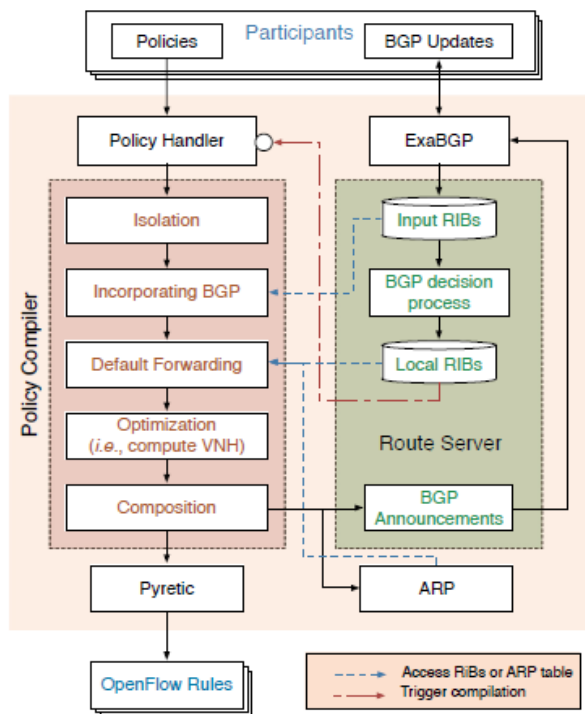 Participants
Policies
BGP Updates
Policy Handler
ExaBGP
Policy Compiler
Isolation
Incorporating BGP
Default Forwarding
Optimization
(i.e., compute VNH)
Composition
Input RIBs
BGP decision
process
Local RIBs
Route Server
BGP
Announcements
Pyretic
ARP
OpenFlow Rules
Access RIBs or ARP table
Trigger compilation